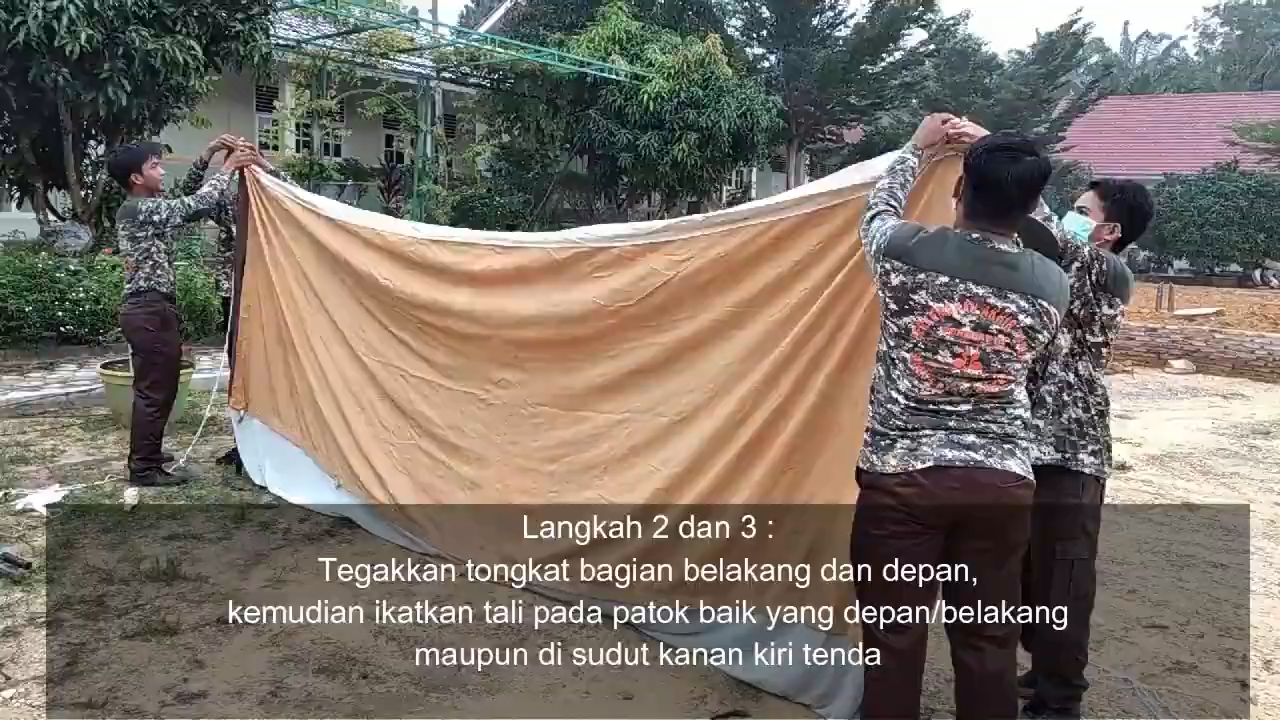 Langkah 2 dan 3 :
Tegakkan tongkat bagian belakang dan depan,
kemudian ikatkan tali pada patok baik yang depan/belakang
maupun di sudut kanan kiri tenda